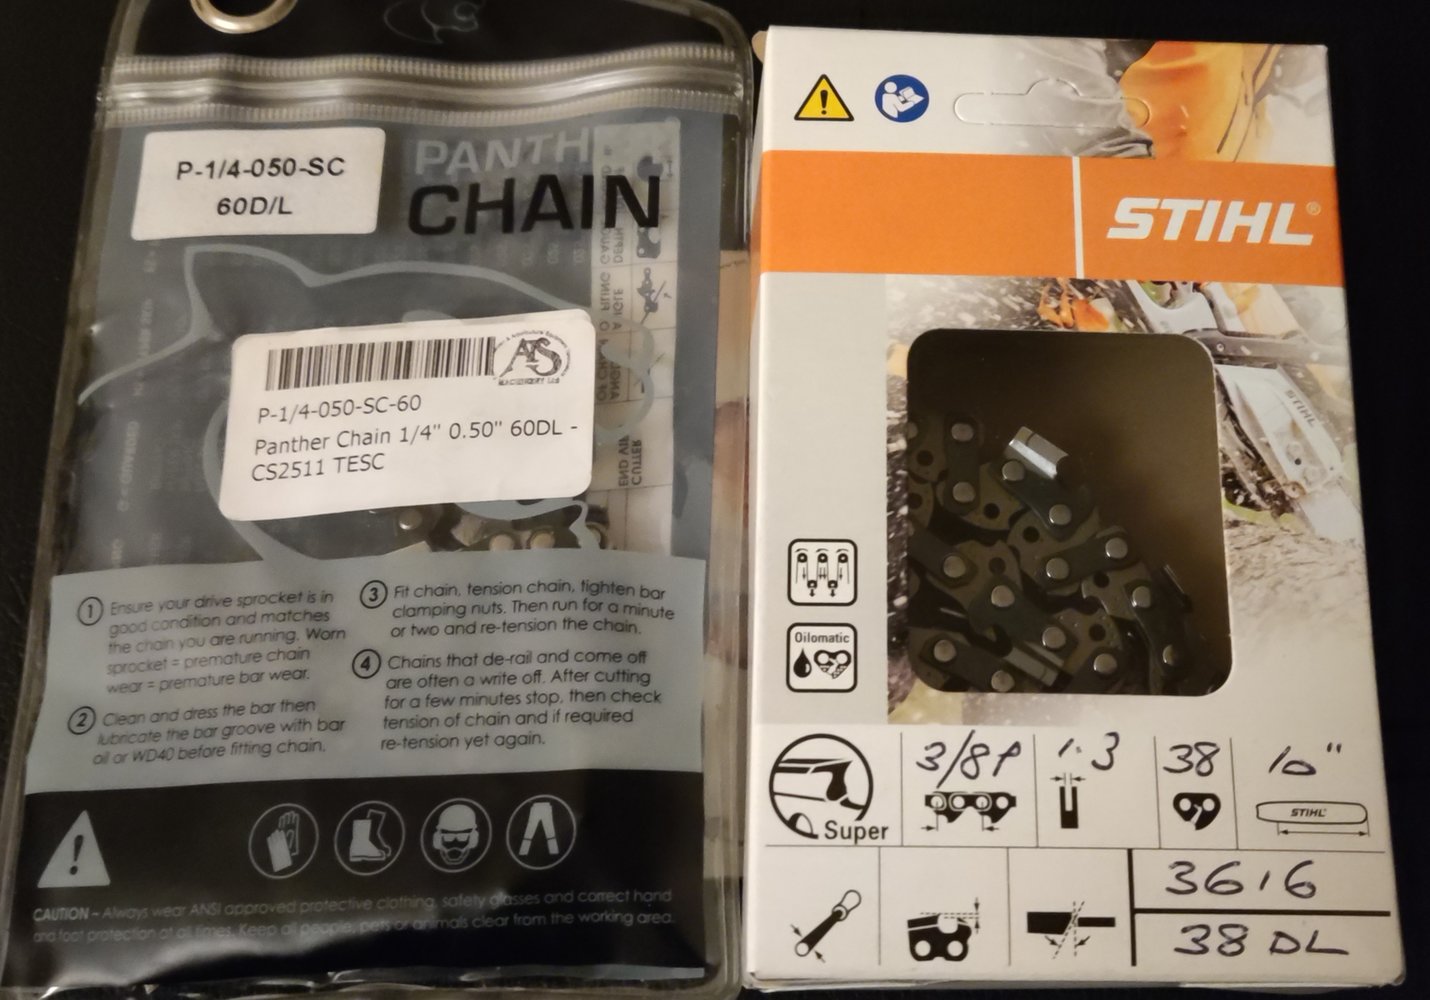 P-1/4-050-SC
60D/L
PANTHER
CHAIN
P-1/4-050-SC-60
Panther Chain 1/4" 0.50" 60DL -
CS2511 TESC
1 Ensure your drive sprocket is in
good condition and matches
the chain you are running. Worn
sprocket = premature chain
wear = premature bar wear.
2 Clean and dress the bar then
lubricate the bar groove with bar
oil or WD40 before fitting chain.
3 Fit chain, tension chain, tighten bar
clamping nuts. Then run for a minute
or two and re-tension the chain.
4 Chains that de-rail and come off
are often a write off. After cutting
for a few minutes stop, then check
tension of chain and if required
re-tension yet again.
CAUTION - Always wear ANSI approved protective clothing, safety glasses and correct hand
and foot protection at all times. Keep all people, pets or animals clear from the working area.
STIHL®
STIHL
Oilomatic
Super
3/8P
1.3
38
10"
STIHL
3616
38 DL